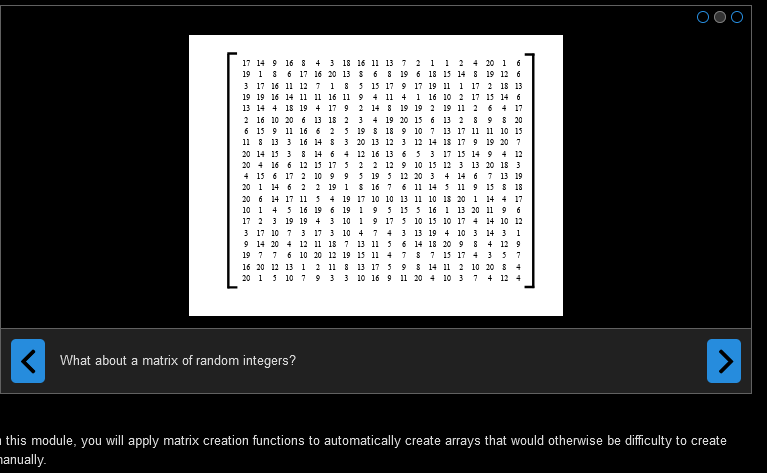 17 14 9 16 8 4 3 18 16 11 13 7 2 1 1 2 4 20 1 6
19 1 8 6 17 16 20 13 8 6 8 19 6 18 15 14 8 19 12 6
3 17 16 11 12 7 1 8 5 15 17 9 17 19 11 1 17 2 18 13
19 19 16 14 11 11 16 11 9 4 11 4 1 16 10 2 17 15 14 6
13 14 4 18 19 4 17 9 2 14 8 19 19 2 19 11 2 6 4 17
2 16 10 20 6 13 18 2 3 4 19 20 15 6 13 2 8 9 8 20
6 15 9 11 16 6 2 5 19 8 18 9 10 7 13 17 11 11 10 15
11 8 13 3 16 14 8 3 20 13 12 3 12 14 18 17 9 19 20 7
20 14 15 3 8 14 6 4 12 16 13 6 5 3 17 15 14 9 4 12
20 4 16 6 12 15 17 5 2 2 12 9 10 15 12 3 13 20 18 3
4 15 6 17 2 10 9 9 5 19 5 12 20 3 4 14 6 7 13 19
20 1 14 6 2 2 19 1 8 16 7 6 11 14 5 11 9 15 8 18
20 6 14 17 11 5 4 19 17 10 10 13 11 10 18 20 1 14 4 17
10 1 4 5 16 19 6 19 1 9 5 15 5 16 1 13 20 11 9 6
17 2 3 19 19 4 3 10 1 9 17 5 10 15 10 17 4 14 10 12
3 17 10 7 3 17 3 10 4 7 4 3 13 19 4 10 3 14 3 1
9 14 20 4 12 11 18 7 13 11 5 6 14 18 20 9 8 4 12 9
19 7 7 6 10 20 12 19 15 11 4 7 8 7 15 17 4 3 5 7
16 20 12 13 1 2 11 8 13 17 5 9 8 14 11 2 10 20 8 4
20 1 5 10 7 9 3 3 10 16 9 11 20 4 10 3 7 4 12 4
What about a matrix of random integers?
this module, you will apply matrix creation functions to automatically create arrays that would otherwise be difficulty to create
anually.